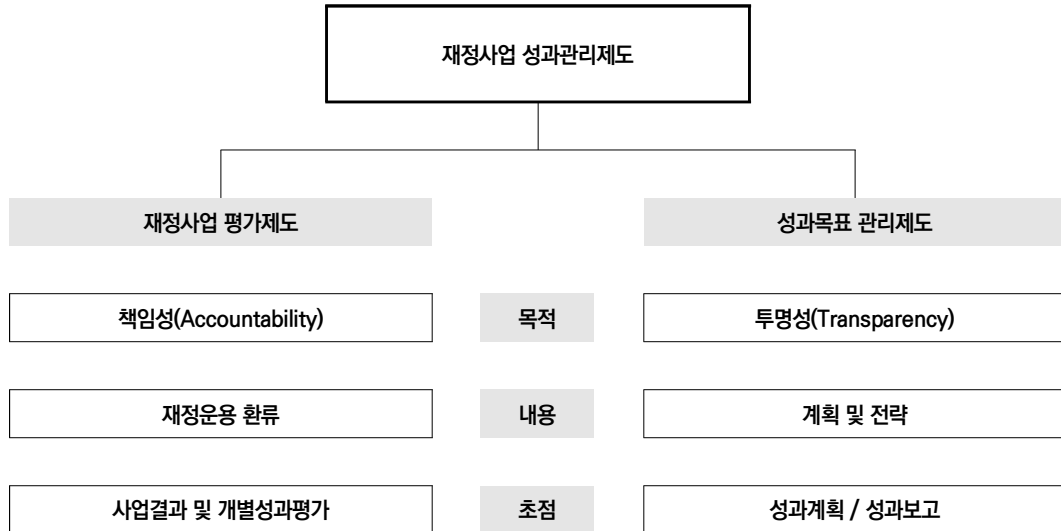 재정사업 성과관리제도
재정사업 평가제도
성과목표 관리제도
책임성(Accountability)
목적
투명성(Transparency)
재정운용 환류
내용
계획 및 전략
사업결과 및 개별성과평가
초점
성과계획 / 성과보고